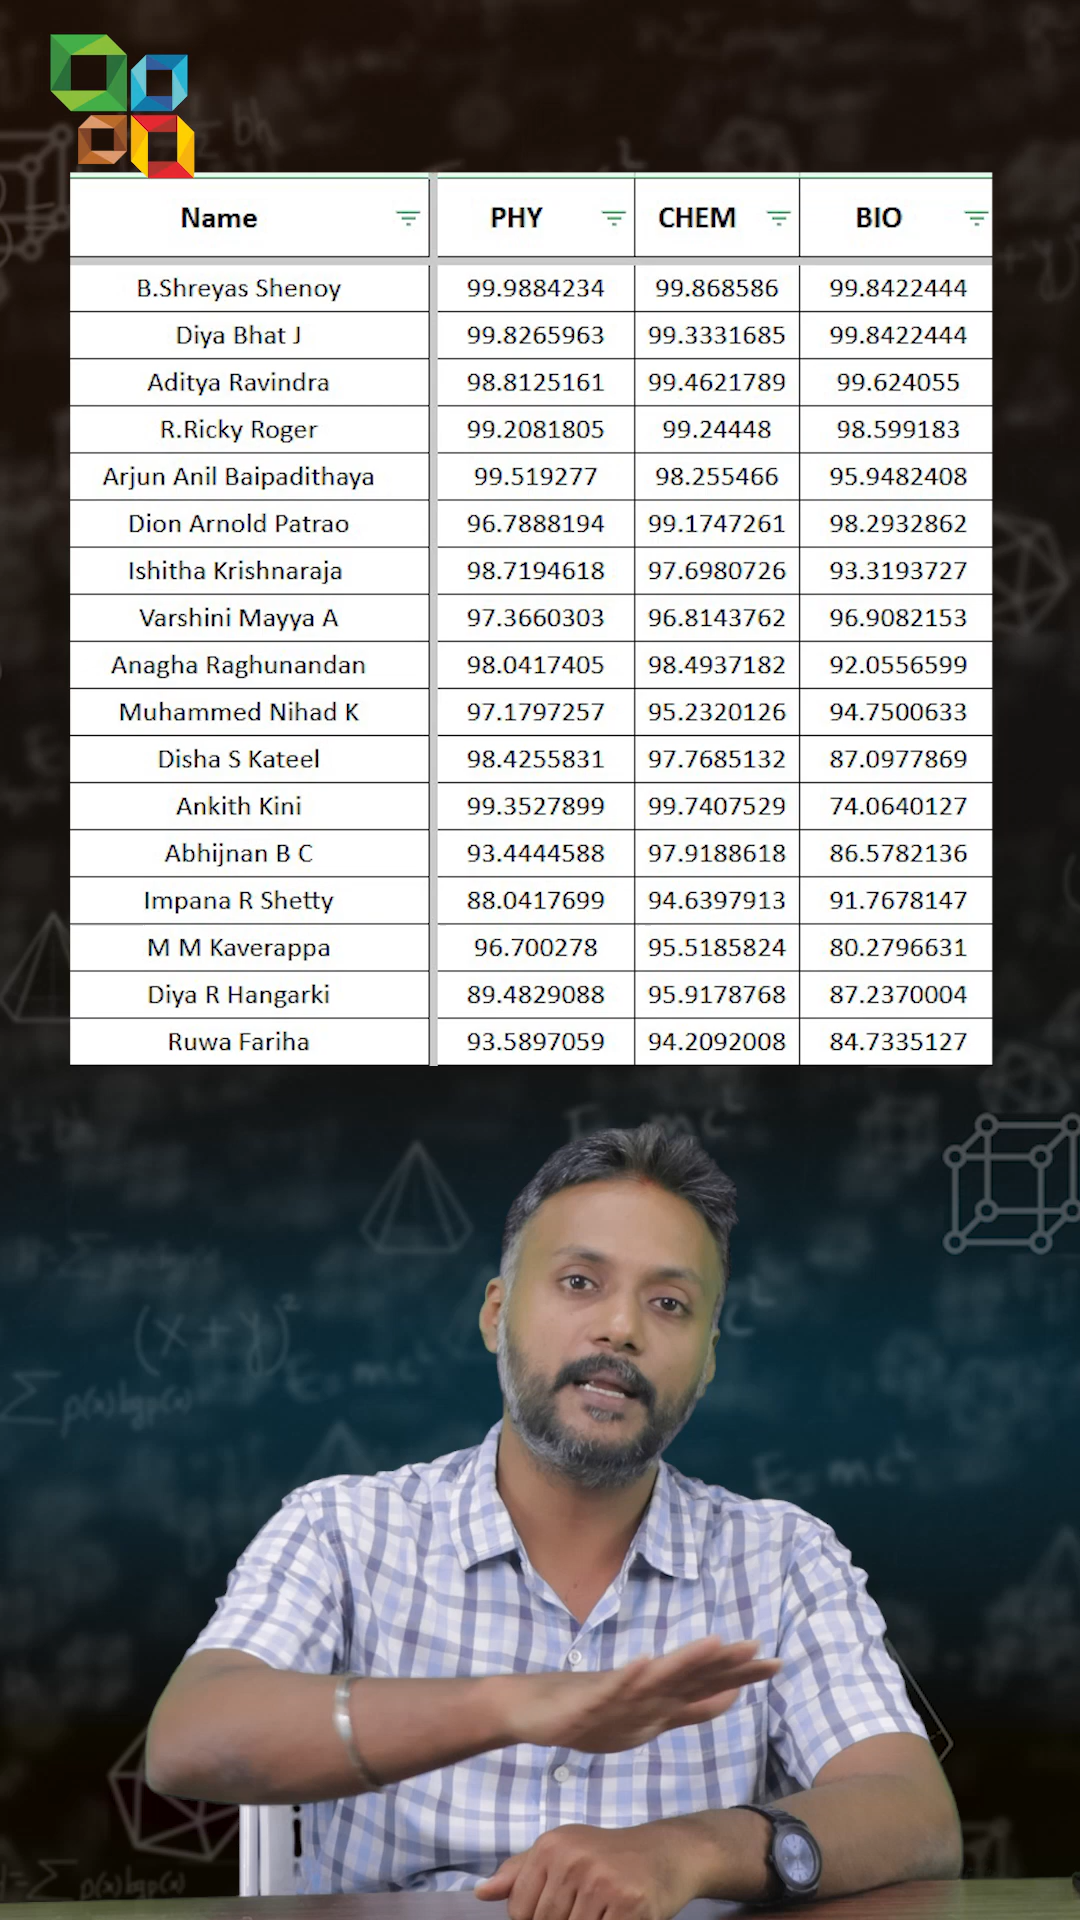 Name PHY CHEM BIO
B.Shreyas Shenoy 99.9884234 99.868586 99.8422444
Diya Bhat J 99.8265963 99.3331685 99.8422444
Aditya Ravindra 98.8125161 99.4621789 99.624055
R.Ricky Roger 99.2081805 99.24448 98.599183
Arjun Anil Baipadithaya 99.519277 98.255466 95.9482408
Dion Arnold Patrao 96.7888194 99.1747261 98.2932862
Ishitha Krishnaraja 98.7194618 97.6980726 93.3193727
Varshini Mayya A 97.3660303 96.8143762 96.9082153
Anagha Raghunandan 98.0417405 98.4937182 92.0556599
Muhammed Nihad K 97.1797257 95.2320126 94.7500633
Disha S Kateel 98.4255831 97.7685132 87.0977869
Ankith Kini 99.3527899 99.7407529 74.0640127
Abhijnan B C 93.4444588 97.9188618 86.5782136
Impana R Shetty 88.0417699 94.6397913 91.7678147
M M Kaverappa 96.700278 95.5185824 80.2796631
Diya R Hangarki 89.4829088 95.9178768 87.2370004
Ruwa Fariha 93.5897059 94.2092008 84.7335127
(x+y)²
E=mc²
∑p(x)logp(x)
E=mc²